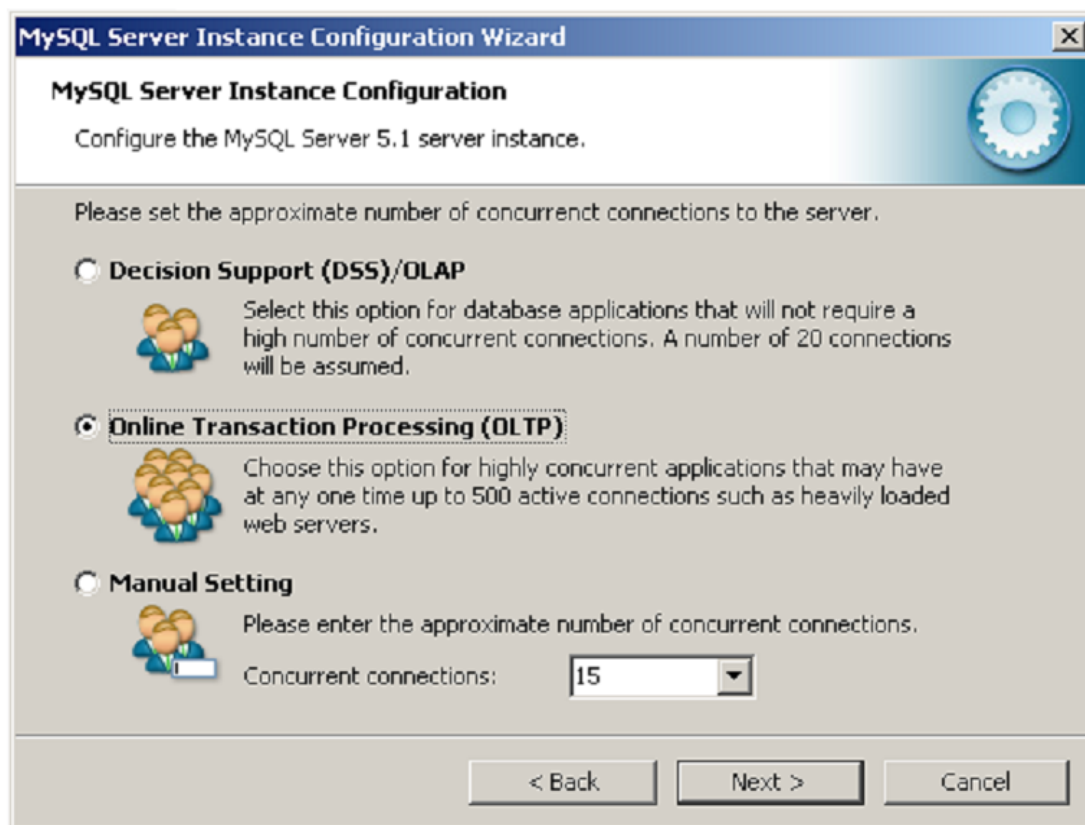 MySQL Server Instance Configuration Wizard
MySQL Server Instance Configuration
Configure the MySQL Server 5.1 server instance.
Please set the approximate number of concurrenct connections to the server.
Decision Support (DSS)/OLAP
Select this option for database applications that will not require a
high number of concurrent connections. A number of 20 connections
will be assumed.
Online Transaction Processing (OLTP)
Choose this option for highly concurrent applications that may have
at any one time up to 500 active connections such as heavily loaded
web servers.
Manual Setting
Please enter the approximate number of concurrent connections.
Concurrent connections: 15
< Back Next > Cancel